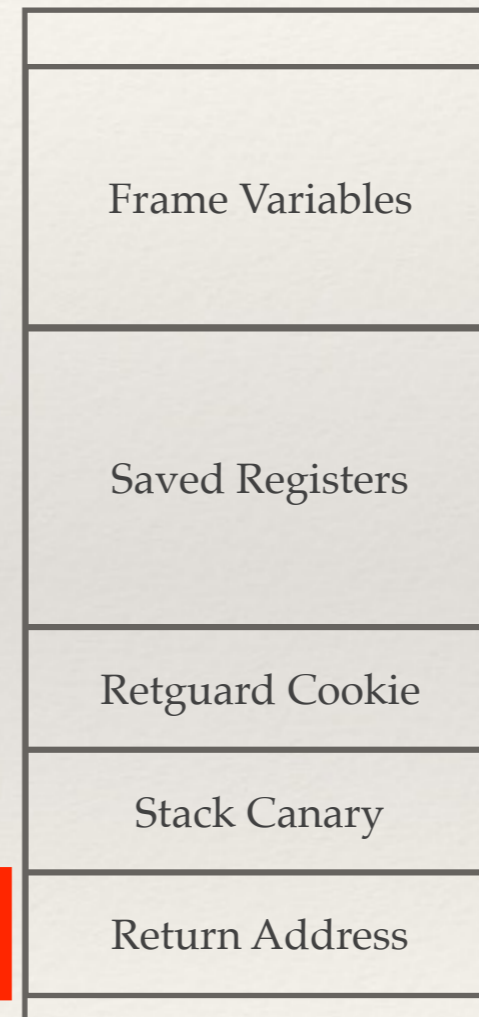 Frame Variables
Saved Registers
Retguard Cookie
Stack Canary
Return Address